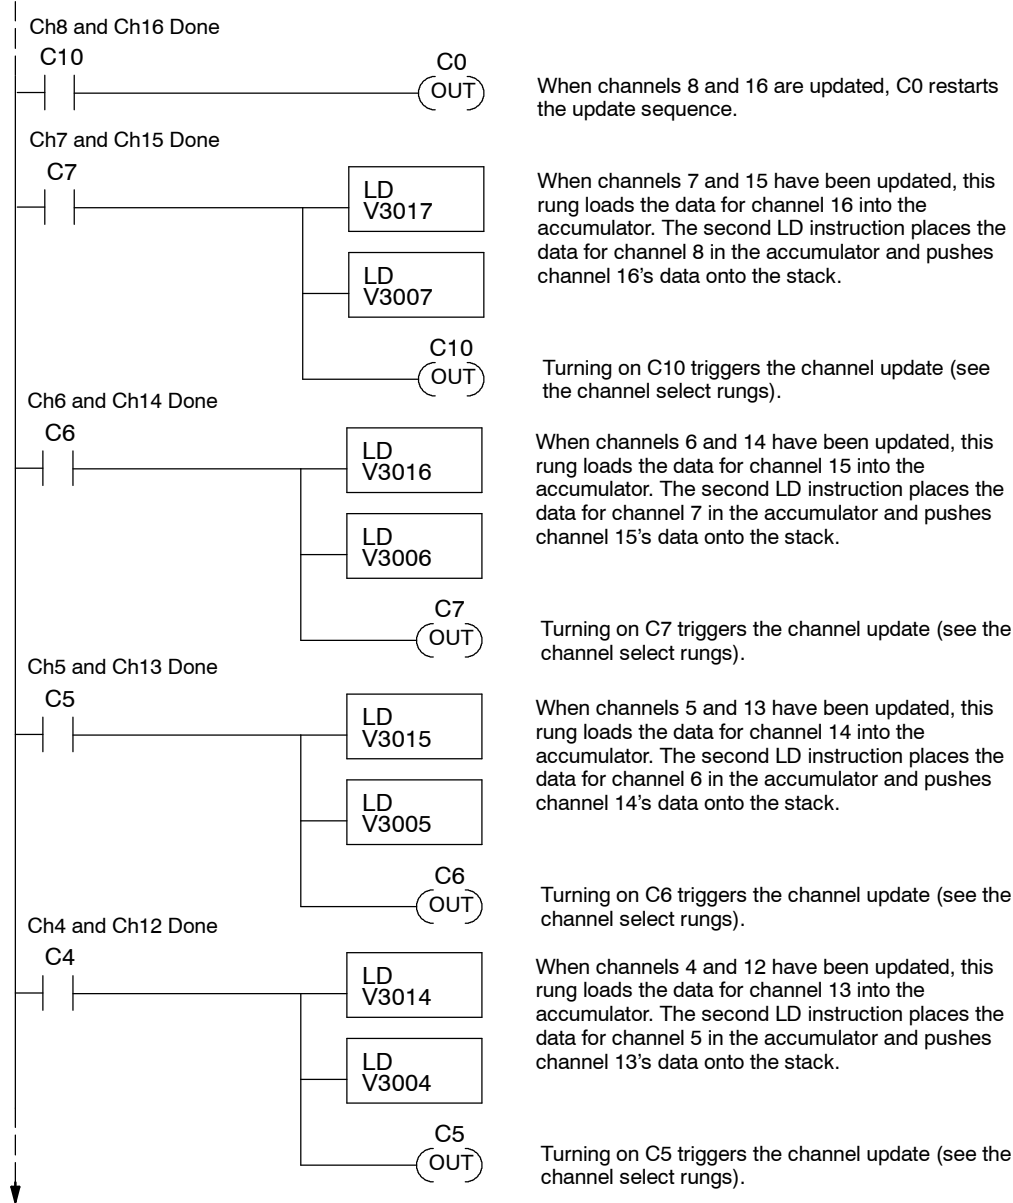 Ch8 and Ch16 Done
C10
C0
OUT
When channels 8 and 16 are updated, C0 restarts
the update sequence.
Ch7 and Ch15 Done
C7
LD
V3017
When channels 7 and 15 have been updated, this
rung loads the data for channel 16 into the
accumulator. The second LD instruction places the
data for channel 8 in the accumulator and pushes
channel 16's data onto the stack.
LD
V3007
C10
OUT
Turning on C10 triggers the channel update (see
the channel select rungs).
Ch6 and Ch14 Done
C6
LD
V3016
When channels 6 and 14 have been updated, this
rung loads the data for channel 15 into the
accumulator. The second LD instruction places the
data for channel 7 in the accumulator and pushes
channel 15's data onto the stack.
LD
V3006
C7
OUT
Turning on C7 triggers the channel update (see the
channel select rungs).
Ch5 and Ch13 Done
C5
LD
V3015
When channels 5 and 13 have been updated, this
rung loads the data for channel 14 into the
accumulator. The second LD instruction places the
data for channel 6 in the accumulator and pushes
channel 14's data onto the stack.
LD
V3005
C6
OUT
Turning on C6 triggers the channel update (see the
channel select rungs).
Ch4 and Ch12 Done
C4
LD
V3014
When channels 4 and 12 have been updated, this
rung loads the data for channel 13 into the
accumulator. The second LD instruction places the
data for channel 5 in the accumulator and pushes
channel 13's data onto the stack.
LD
V3004
C5
OUT
Turning on C5 triggers the channel update (see the
channel select rungs).